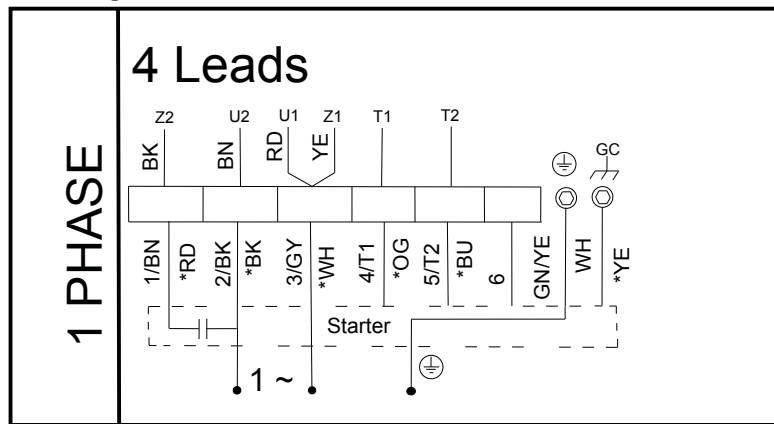 1 PHASE
4 Leads
Z2 U2 U1 Z1 T1 T2
GC
BK BN RD YE
1/BN *RD 2/BK *BK 3/GY *WH 4/T1 *OG 5/T2 *BU 6 GN/YE WH *YE
Starter
1 ~